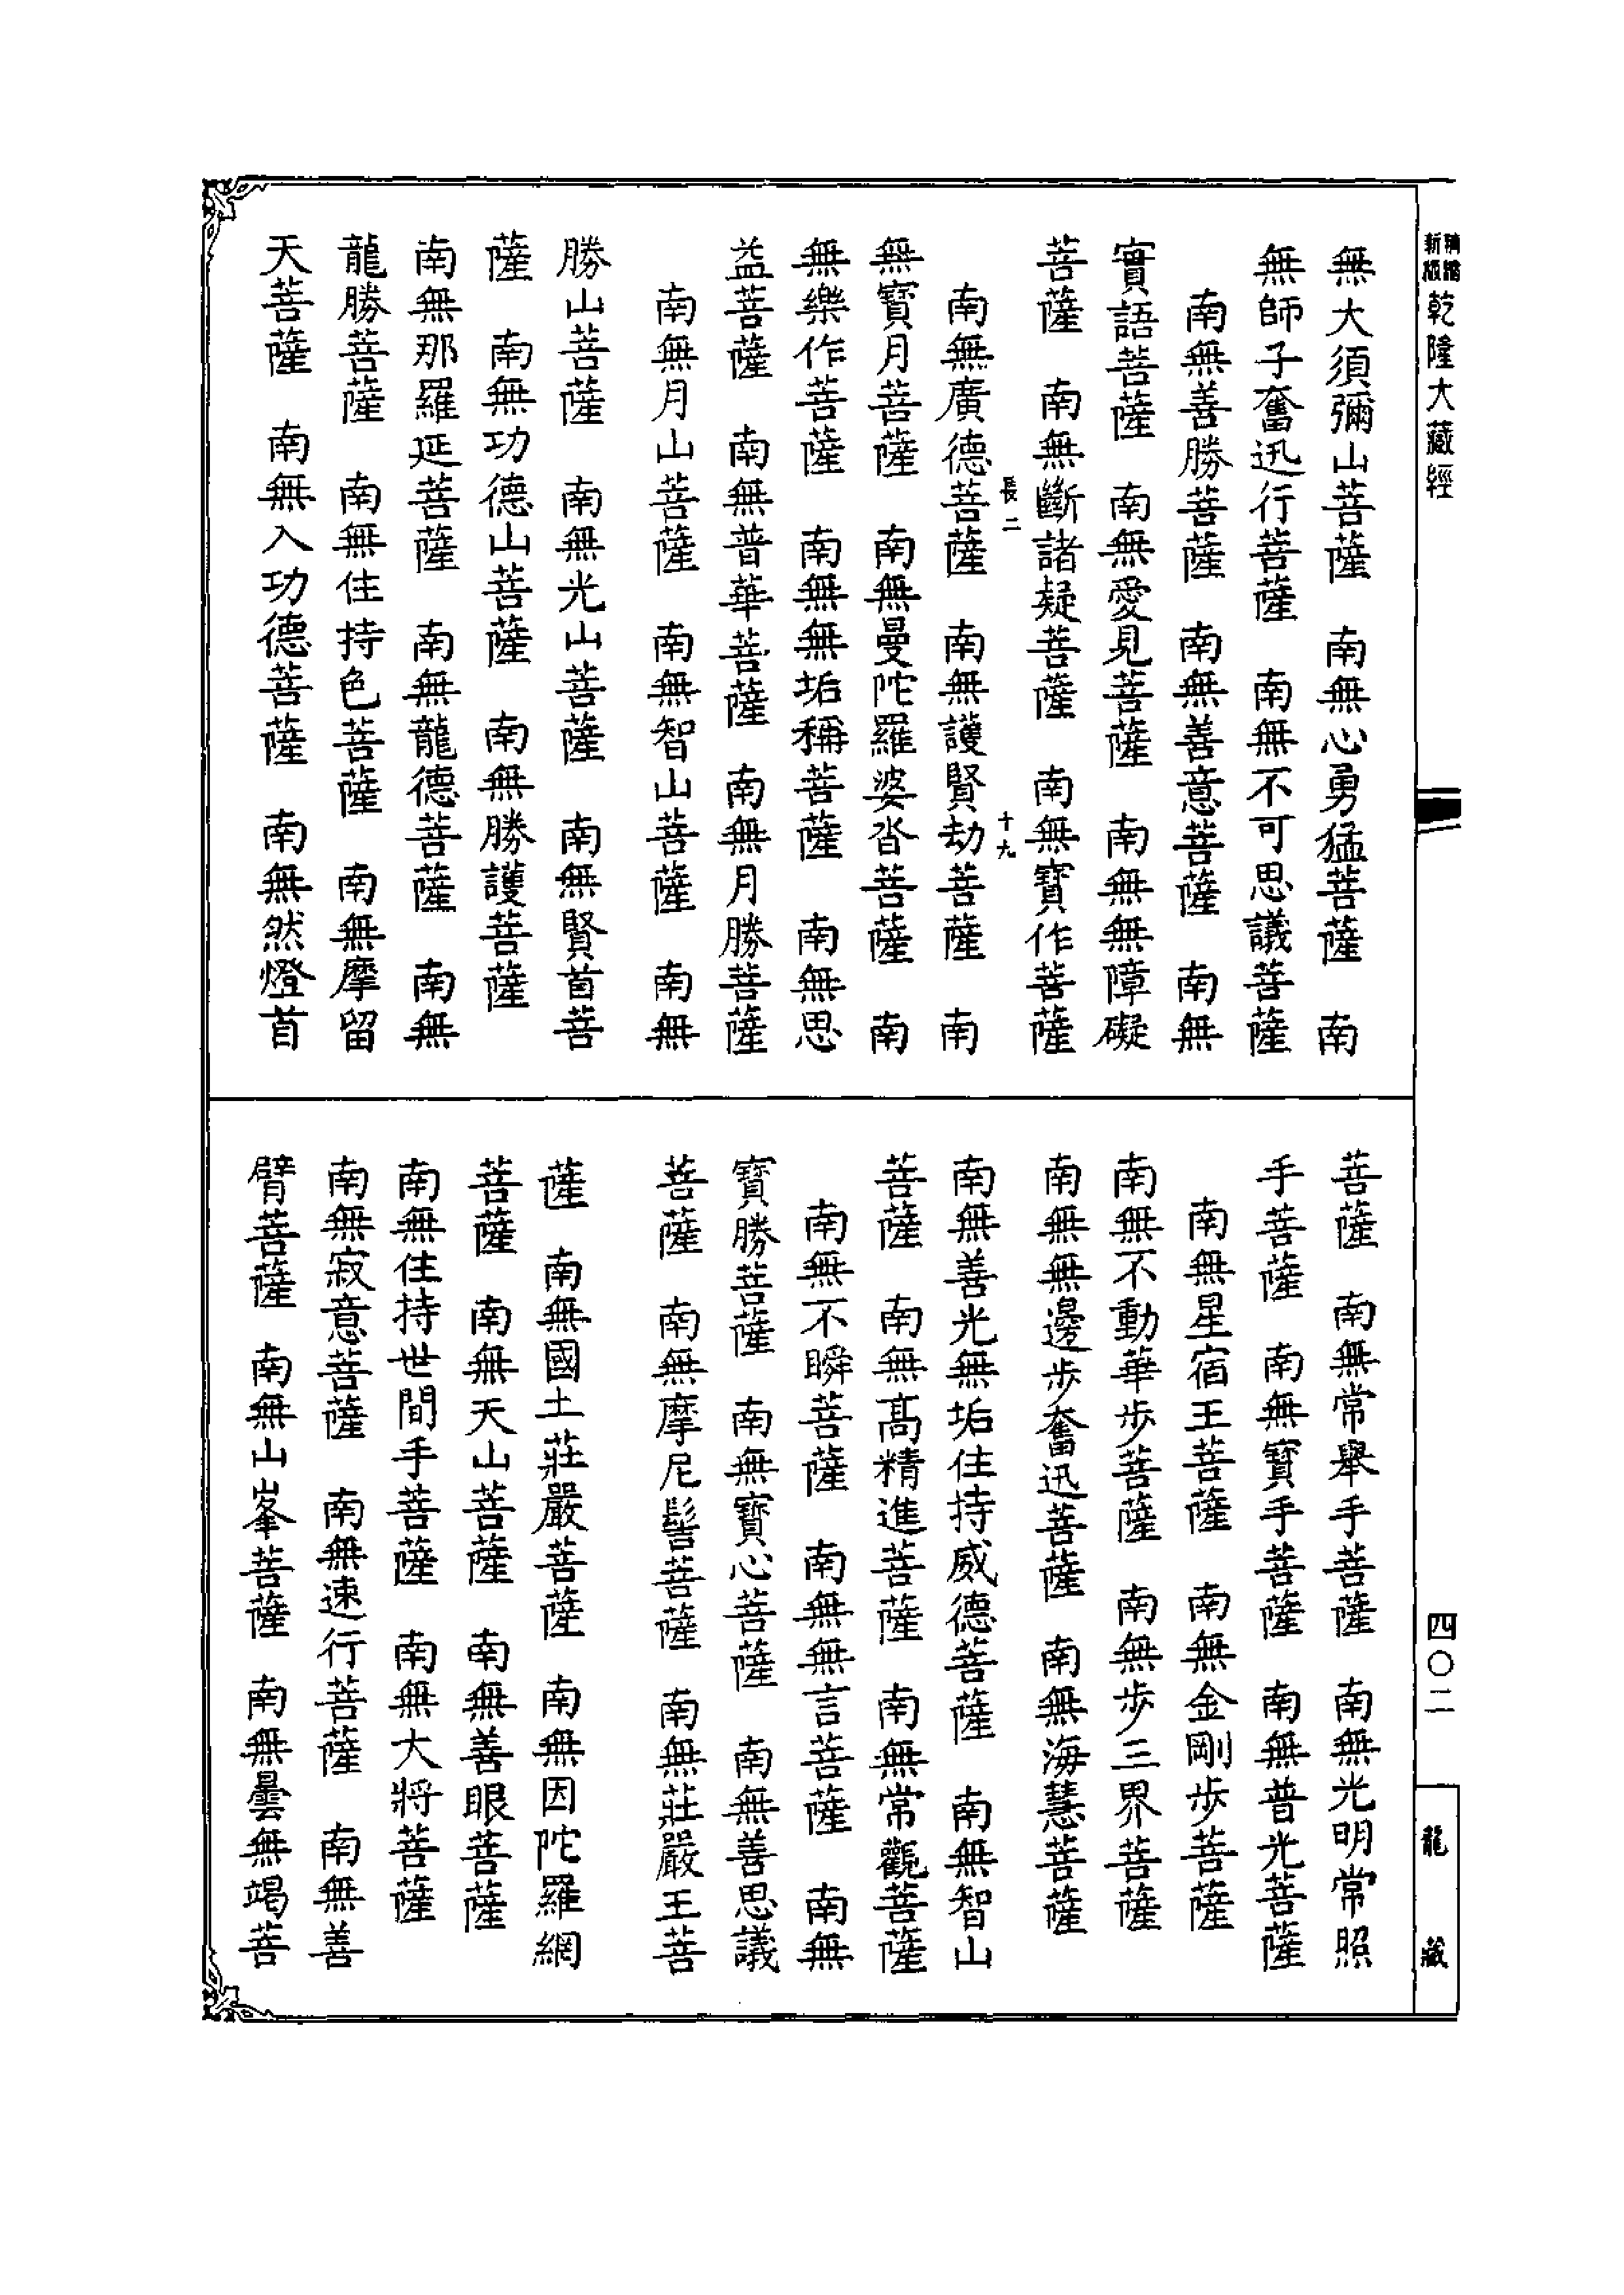 新版
精縮
乾隆大藏經
四〇二
龍藏
無大須彌山菩薩　南無心勇猛菩薩　南
無師子奮迅行菩薩　南無不可思議菩薩
南無善勝菩薩　南無善意菩薩　南無
實語菩薩　南無愛見菩薩　南無無障礙
菩薩　南無斷諸疑菩薩　南無寶作菩薩
長二　十九
南無廣德菩薩　南無護賢劫菩薩　南
無寶月菩薩　南無曼陀羅婆沓菩薩　南
無樂作菩薩　南無無垢稱菩薩　南無思
益菩薩　南無普華菩薩　南無月勝菩薩
南無月山菩薩　南無智山菩薩　南無
勝山菩薩　南無光山菩薩　南無賢首菩
薩　南無功德山菩薩　南無勝護菩薩
南無那羅延菩薩　南無龍德菩薩　南無
龍勝菩薩　南無住持色菩薩　南無摩留
天菩薩　南無入功德菩薩　南無然燈首
菩薩　南無常舉手菩薩　南無光明常照
手菩薩　南無寶手菩薩　南無普光菩薩
南無星宿王菩薩　南無金剛步菩薩
南無不動華步菩薩　南無步三界菩薩
南無無邊步奮迅菩薩　南無海慧菩薩
南無善光無垢住持威德菩薩　南無智山
菩薩　南無高精進菩薩　南無常觀菩薩
南無不瞬菩薩　南無無言菩薩　南無
寶勝菩薩　南無寶心菩薩　南無善思議
菩薩　南無摩尼髻菩薩　南無莊嚴王菩
薩　南無國土莊嚴菩薩　南無因陀羅網
菩薩　南無天山菩薩　南無善眼菩薩
南無住持世間手菩薩　南無大將菩薩
南無寂意菩薩　南無速行菩薩　南無善
臂菩薩　南無山峯菩薩　南無曇無竭菩